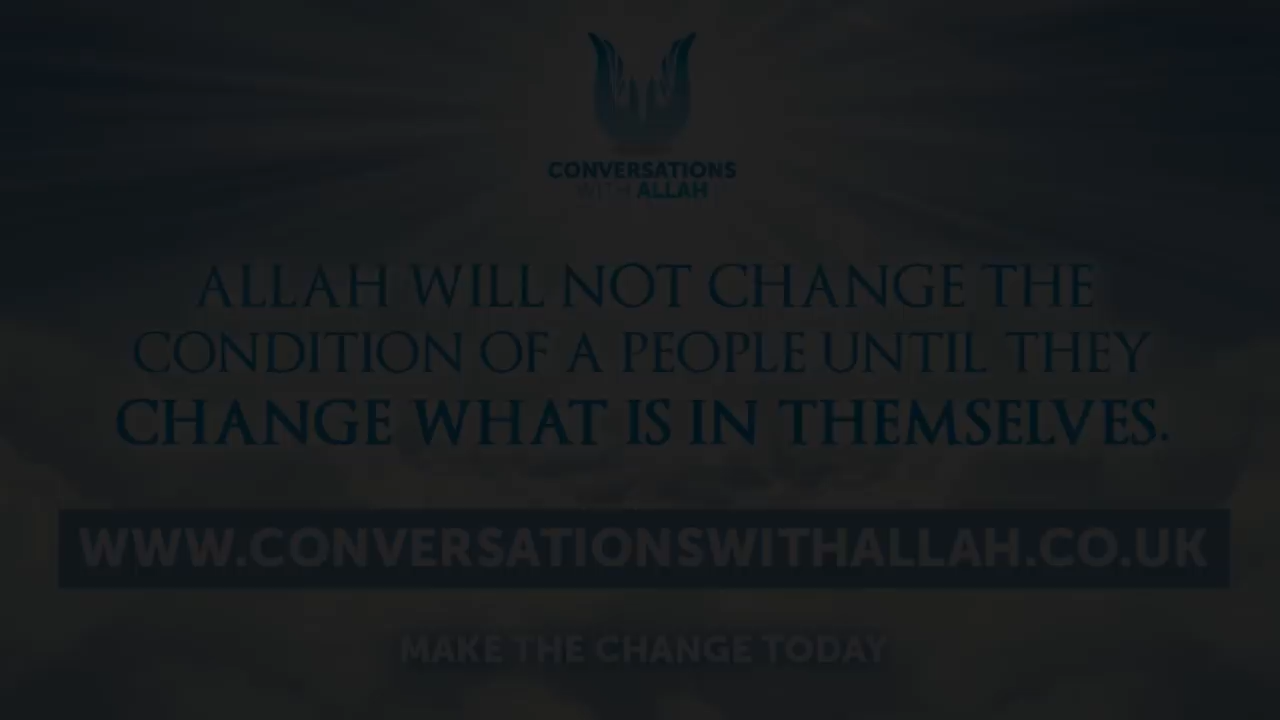 CONVERSATIONS
WITH ALLAH
ALLAH WILL NOT CHANGE THE
CONDITION OF A PEOPLE UNTIL THEY
CHANGE WHAT IS IN THEMSELVES.
WWW.CONVERSATIONSWITHALLAH.CO.UK
MAKE THE CHANGE TODAY